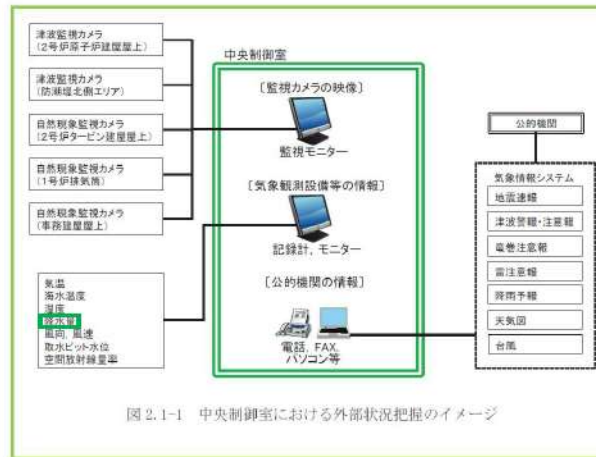 津波監視カメラ
(2号炉原子炉建屋屋上)
津波監視カメラ
(防潮堤北側エリア)
自然現象監視カメラ
(2号炉タービン建屋屋上)
自然現象監視カメラ
(1号炉排気筒)
自然現象監視カメラ
(事務建屋屋上)
気温
海水温度
湿度
降水量
風向, 風速
取水ピット水位
空間放射線量率
中央制御室
〔監視カメラの映像〕
監視モニター
〔気象観測設備等の情報〕
記録計, モニター
〔公的機関の情報〕
電話, FAX,
パソコン等
公的機関
気象情報システム
地震速報
津波警報・注意報
竜巻注意報
雷注意報
降雨予報
天気図
台風
図 2.1-1 中央制御室における外部状況把握のイメージ